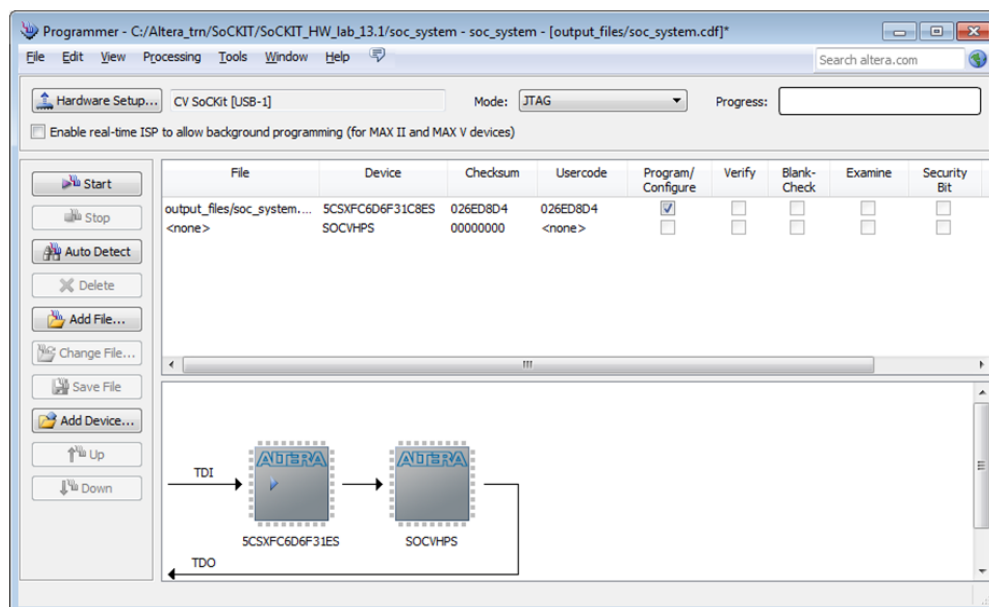 Programmer - C:/Altera_trn/SoCKIT/SoCKIT_HW_lab_13.1/soc_system - soc_system - [output_files/soc_system.cdf]*
File Edit View Processing Tools Window Help
Search altera.com
Hardware Setup... CV SoCKit [USB-1] Mode: JTAG Progress:
Enable real-time ISP to allow background programming (for MAX II and MAX V devices)
Start
Stop
Auto Detect
Delete
Add File...
Change File...
Save File
Add Device...
Up
Down
File Device Checksum Usercode Program/ Verify Blank- Examine Security
Configure Check Bit
output_files/soc_system.... 5CSXFC6D6F31C8ES 026ED8D4 026ED8D4
<none> SOCVHPS 00000000 <none>
ALTERA ALTERA
TDI
5CSXFC6D6F31ES SOCVHPS
TDO